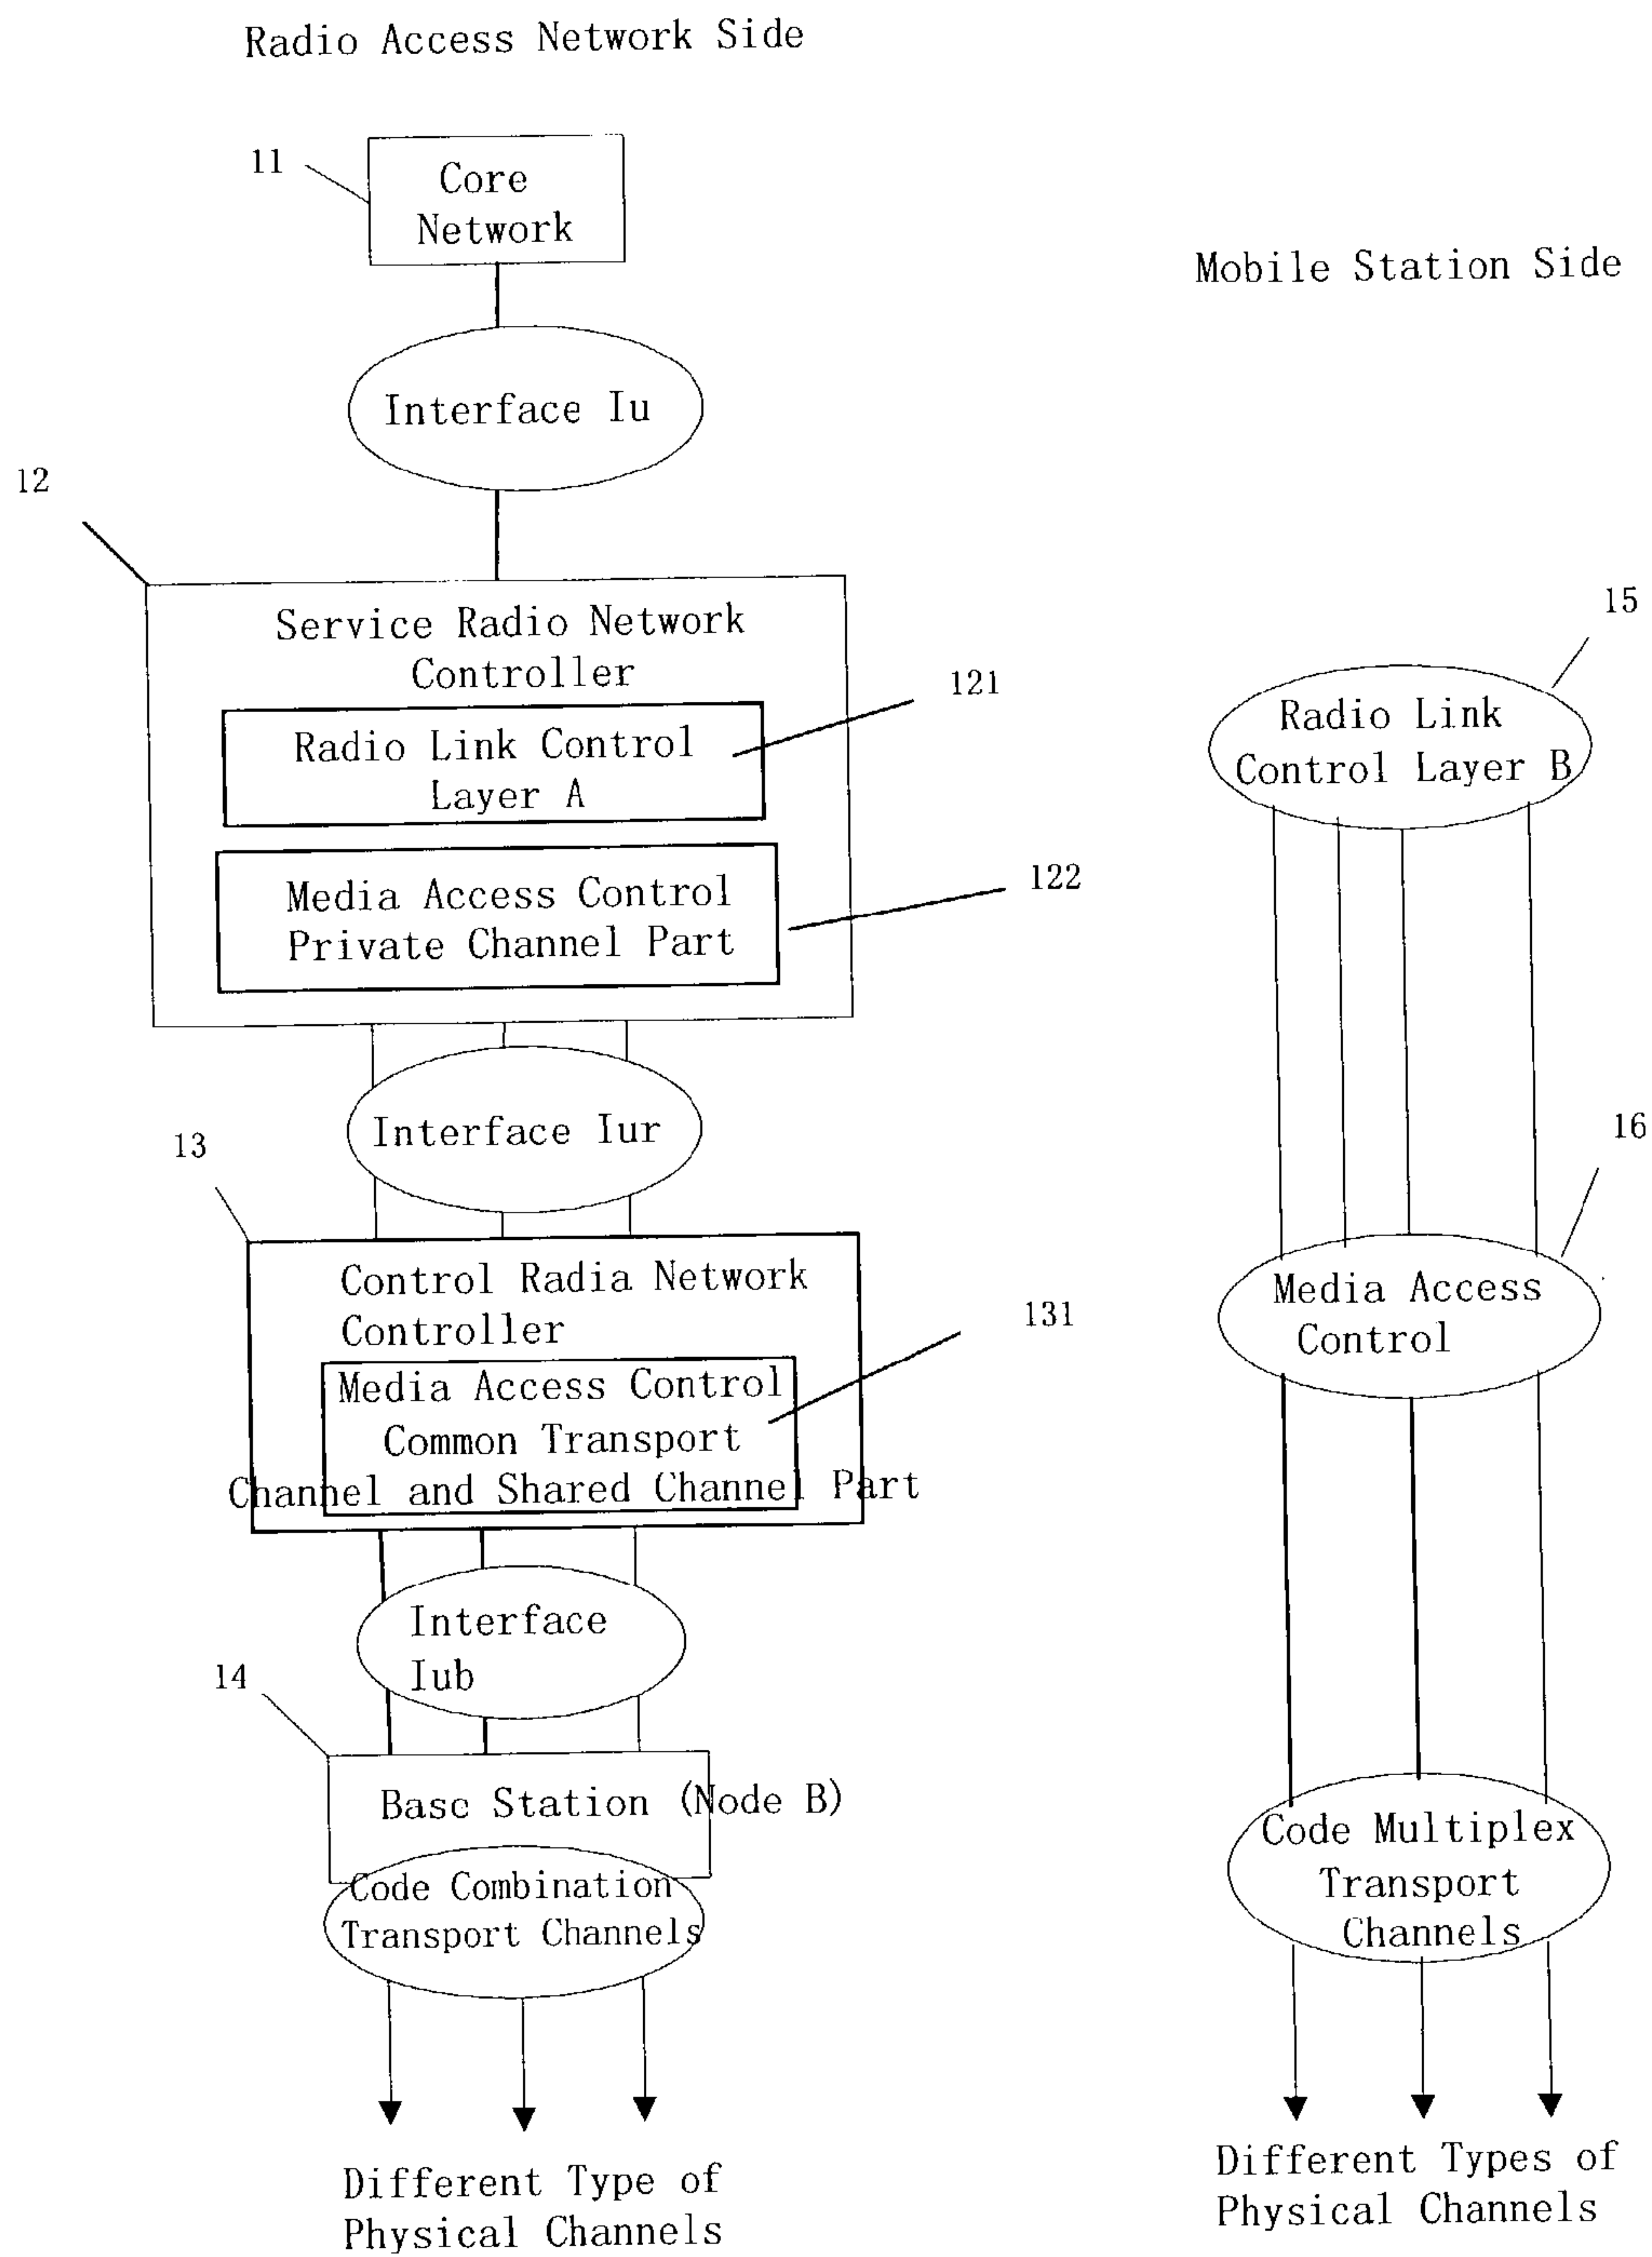 Radio Access Network Side
11
Core
Network
Mobile Station Side
Interface Iu
12
Service Radio Network
Controller
121
Radio Link Control
Layer A
122
Media Access Control
Private Channel Part
15
Radio Link
Control Layer B
Interface Iur
13
16
Control Radia Network
Controller
131
Media Access Control
Common Transport
Channel and Shared Channel Part
Media Access
Control
Interface
Iub
14
Base Station (Node B)
Code Combination
Transport Channels
Code Multiplex
Transport
Channels
Different Type of
Physical Channels
Different Types of
Physical Channels